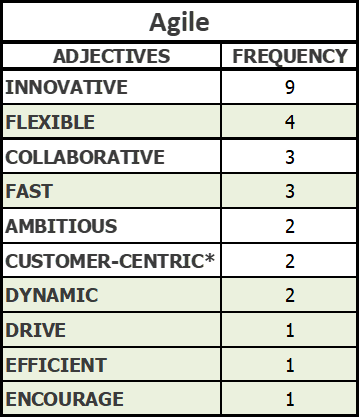 Agile
ADJECTIVES FREQUENCY
INNOVATIVE 9
FLEXIBLE 4
COLLABORATIVE 3
FAST 3
AMBITIOUS 2
CUSTOMER-CENTRIC* 2
DYNAMIC 2
DRIVE 1
EFFICIENT 1
ENCOURAGE 1